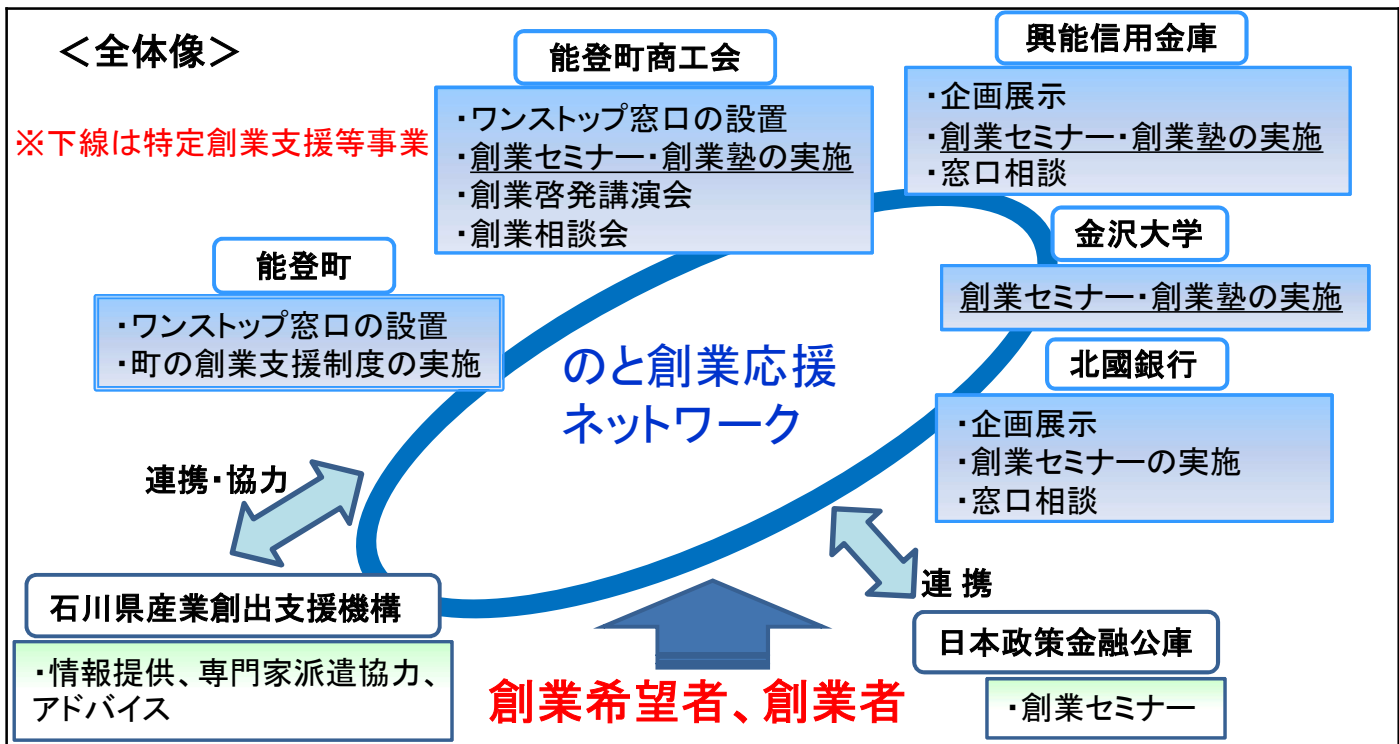 <全体像>
※下線は特定創業支援等事業
能登町商工会
・ワンストップ窓口の設置
・創業セミナー・創業塾の実施
・創業啓発講演会
・創業相談会
興能信用金庫
・企画展示
・創業セミナー・創業塾の実施
・窓口相談
金沢大学
創業セミナー・創業塾の実施
能登町
・ワンストップ窓口の設置
・町の創業支援制度の実施
のと創業応援
ネットワーク
北國銀行
・企画展示
・創業セミナーの実施
・窓口相談
連携・協力
石川県産業創出支援機構
・情報提供、専門家派遣協力、
アドバイス
連 携
日本政策金融公庫
・創業セミナー
創業希望者、創業者